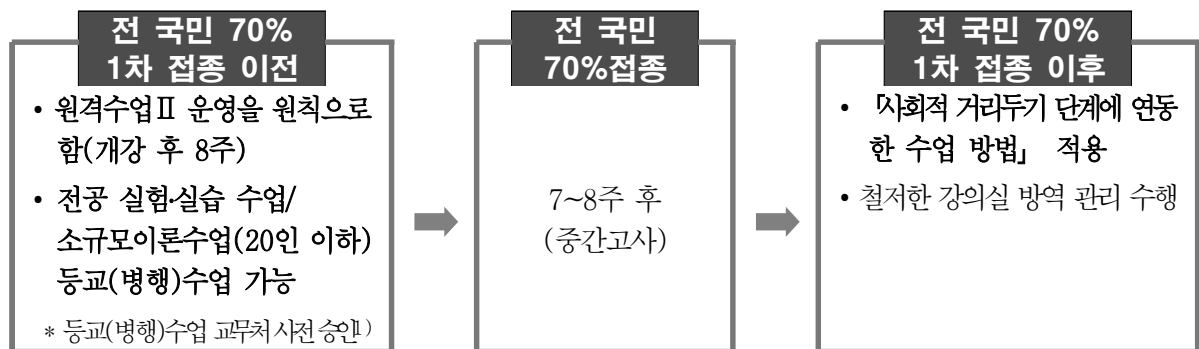 전 국민 70%
1차 접종 이전
• 원격수업Ⅱ 운영을 원칙으로
함(개강 후 8주)
• 전공 실험·실습 수업/
소규모이론수업(20인 이하)
등교(병행)수업 가능
* 등교(병행)수업 교무처 사전 승인1)
전 국민
70%접종
7~8주 후
(중간고사)
전 국민 70%
1차 접종 이후
• 「사회적 거리두기 단계에 연동
한 수업 방법」 적용
• 철저한 강의실 방역 관리 수행